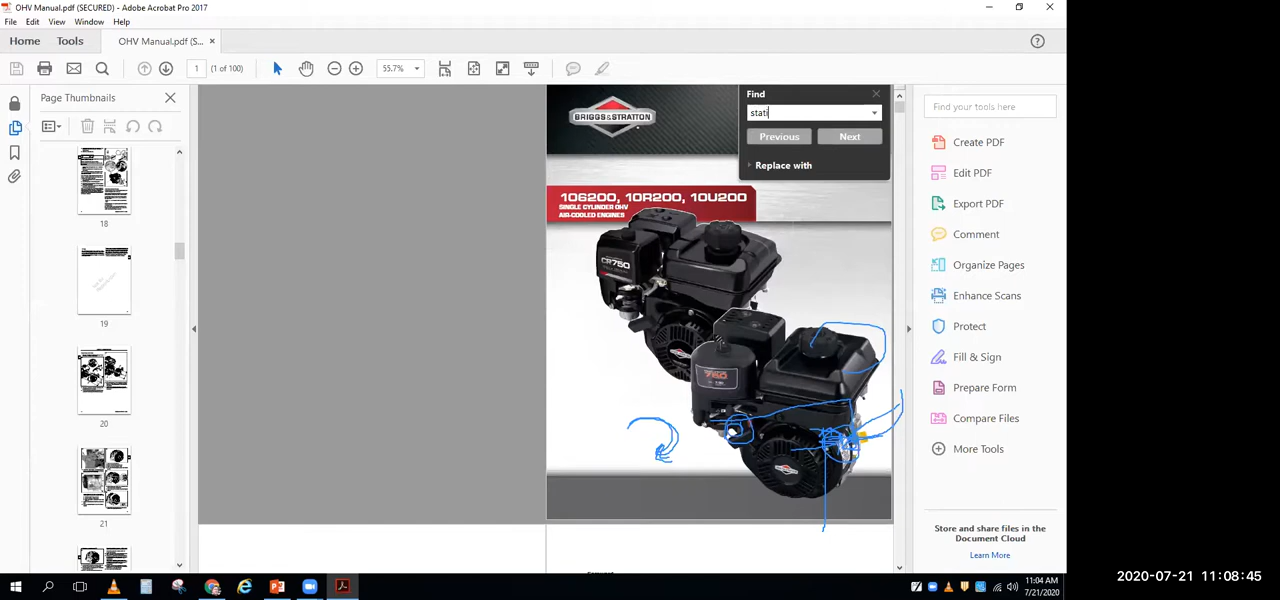 OHV Manual.pdf (SECURED) - Adobe Acrobat Pro 2017
File Edit View Window Help
Home Tools OHV Manual.pdf (S... ×
1 (1 of 100) 55.7%
Page Thumbnails
18
19
20
21
BRIGGS&STRATTON
106200, 10R200, 10U200
SINGLE CYLINDER OHV
AIR-COOLED ENGINES
CR750
750
Find
stati
Previous Next
Replace with
Find your tools here
Create PDF
Edit PDF
Export PDF
Comment
Organize Pages
Enhance Scans
Protect
Fill & Sign
Prepare Form
Compare Files
More Tools
Store and share files in the
Document Cloud
Learn More
11:04 AM
7/21/2020
2020-07-21 11:08:45